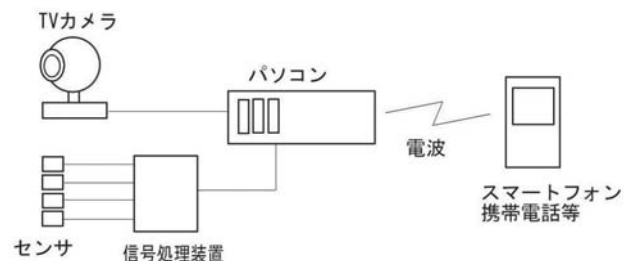 TVカメラ
パソコン
電波
スマートフォン
携帯電話等
センサ
信号処理装置